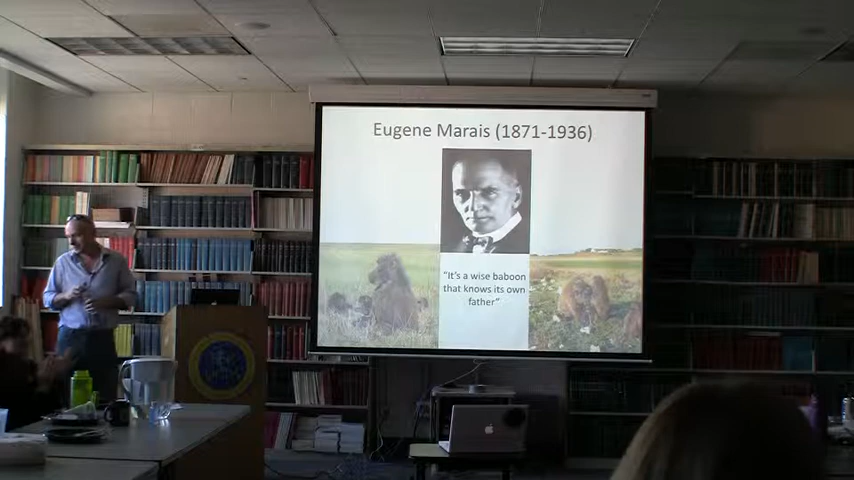 Eugene Marais (1871-1936)
"It's a wise baboon
that knows its own
father"